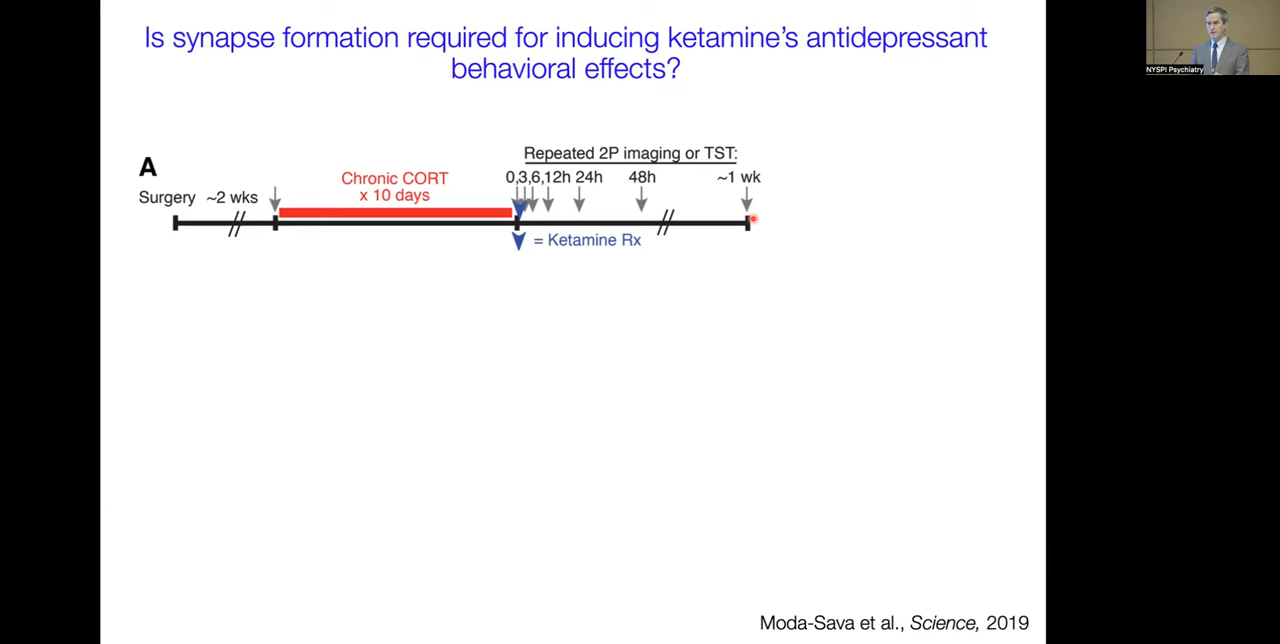 Is synapse formation required for inducing ketamine's antidepressant
behavioral effects?
NYSPI Psychiatry
A
Repeated 2P imaging or TST:
Chronic CORT
x 10 days
0,3,6,12h 24h 48h ~1 wk
Surgery ~2 wks
= Ketamine Rx
Moda-Sava et al., Science, 2019